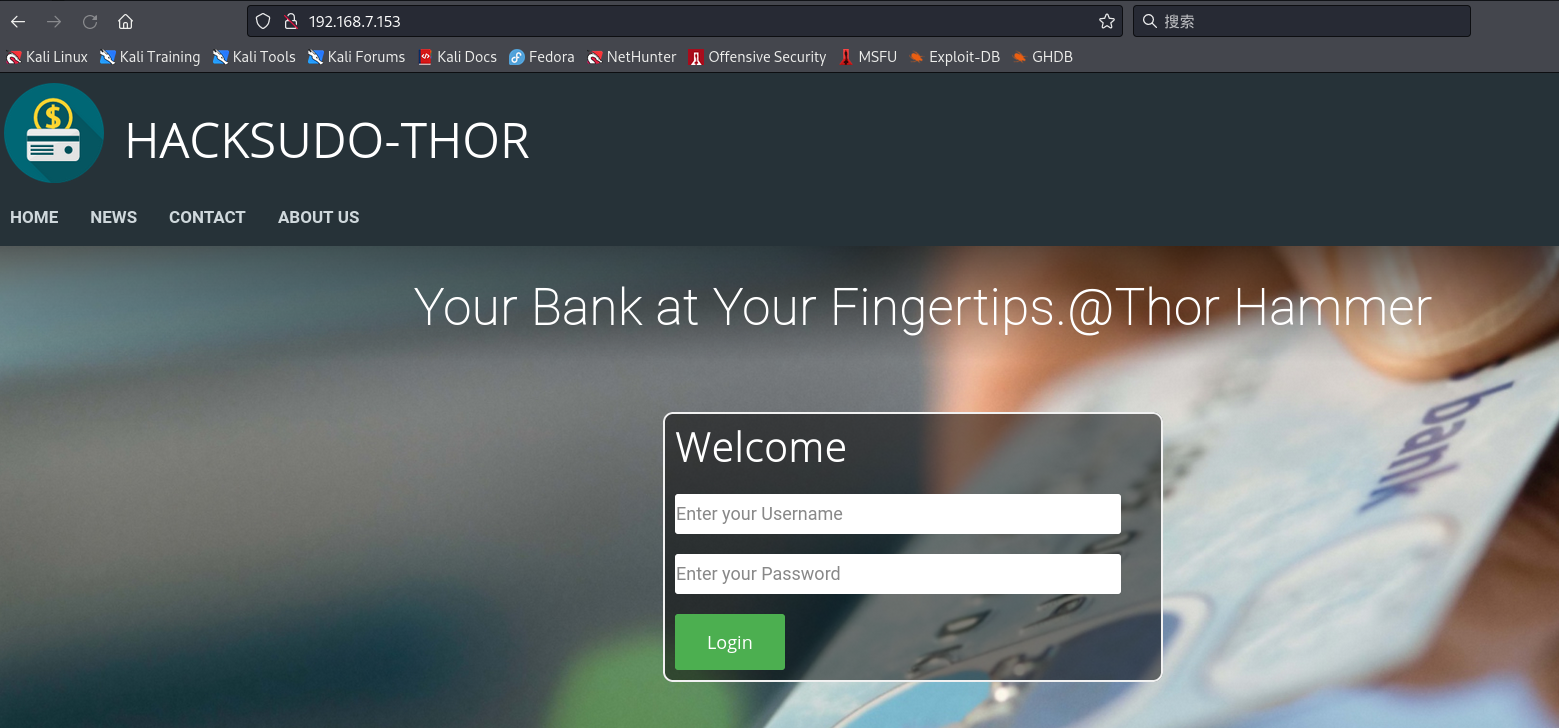 192.168.7.153 搜索
Kali Linux Kali Training Kali Tools Kali Forums Kali Docs Fedora NetHunter Offensive Security MSFU Exploit-DB GHDB
$
HACKSUDO-THOR
HOME NEWS CONTACT ABOUT US
Your Bank at Your Fingertips.@Thor Hammer
bank
Welcome
Enter your Username
Enter your Password
Login